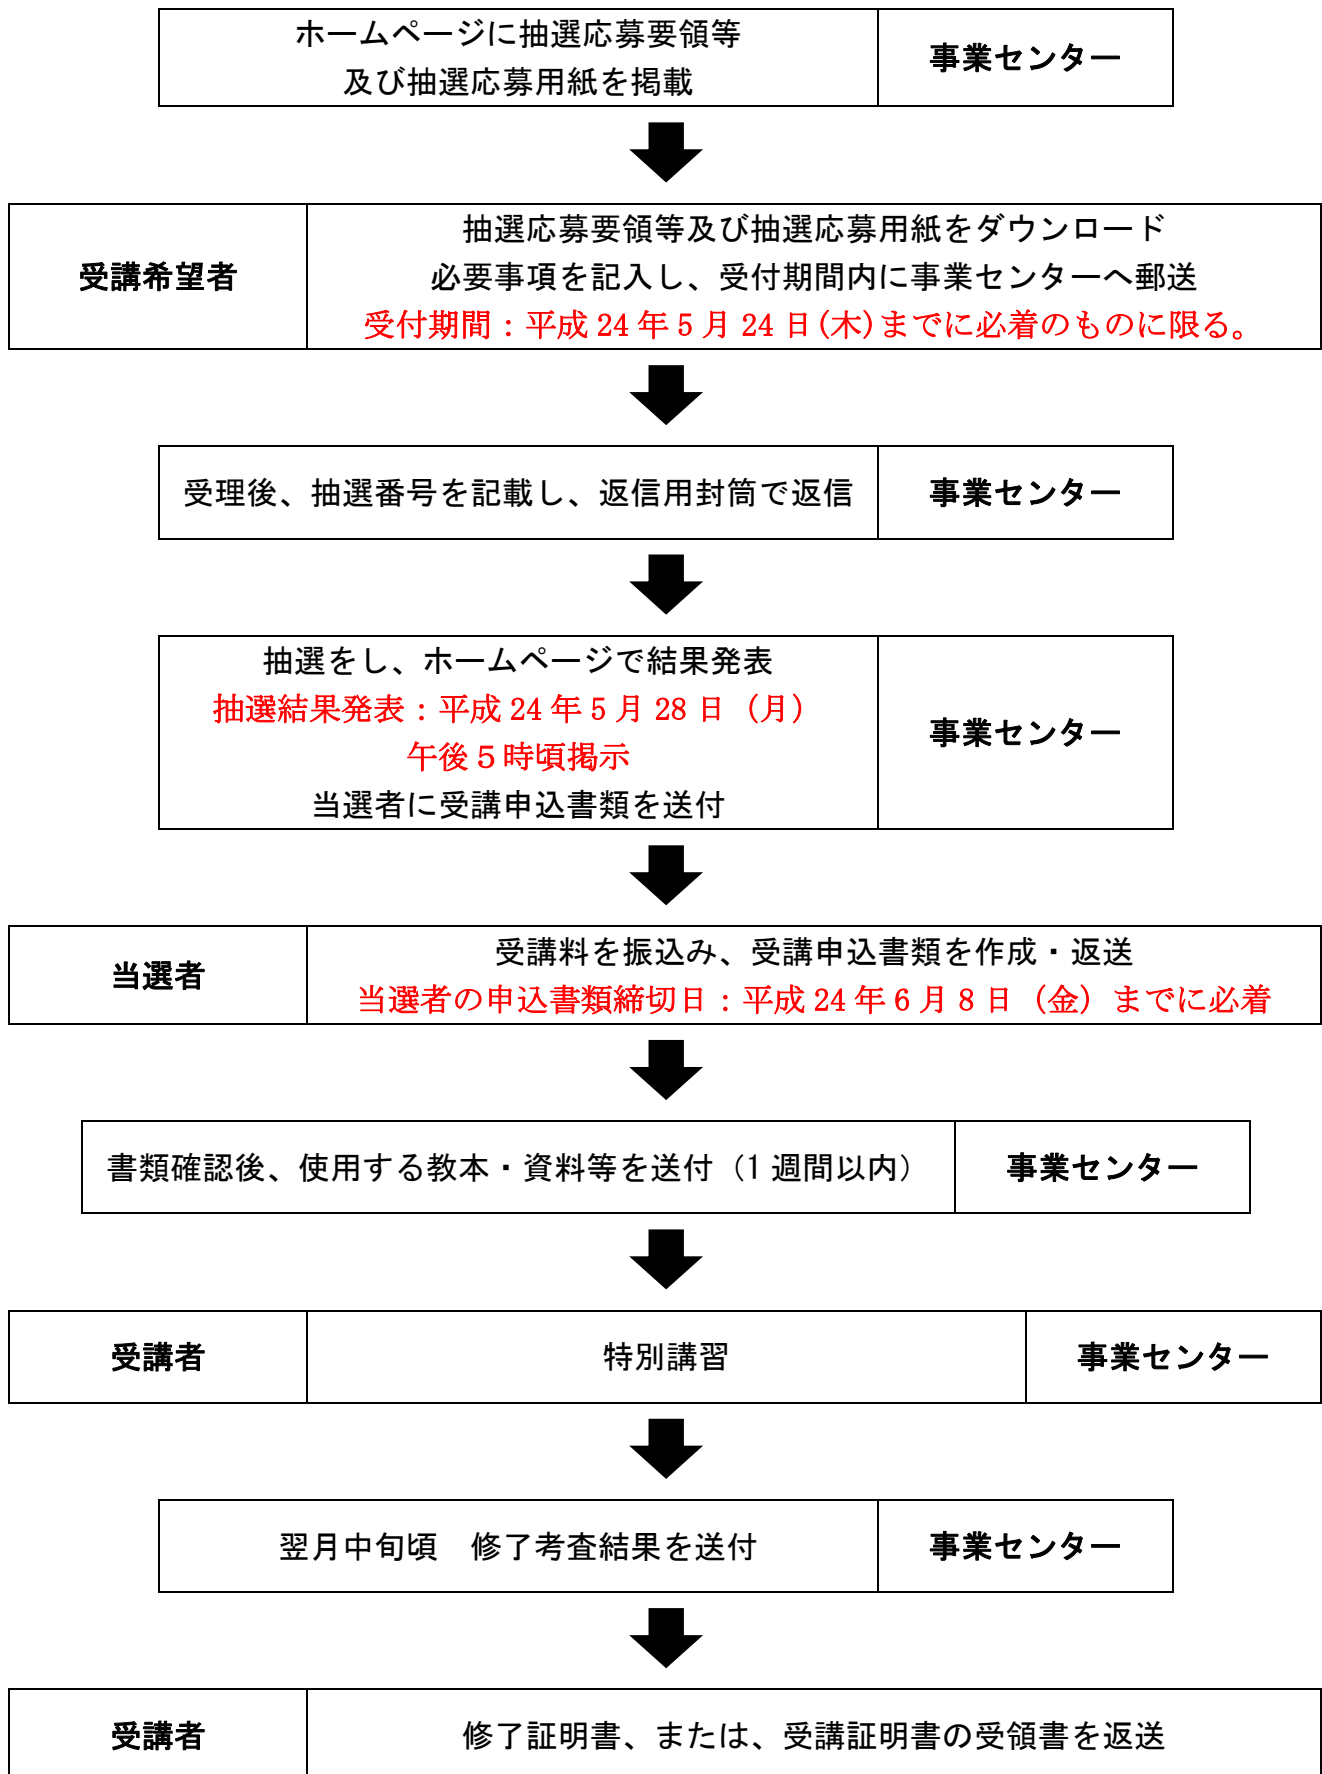 ホームページに抽選応募要領等
及び抽選応募用紙を掲載
事業センター
受講希望者
抽選応募要領等及び抽選応募用紙をダウンロード
必要事項を記入し、受付期間内に事業センターへ郵送
受付期間：平成 24 年 5 月 24 日(木)までに必着のものに限る。
受理後、抽選番号を記載し、返信用封筒で返信
事業センター
抽選をし、ホームページで結果発表
抽選結果発表：平成 24 年 5 月 28 日（月）
午後５時頃掲示
当選者に受講申込書類を送付
事業センター
当選者
受講料を振込み、受講申込書類を作成・返送
当選者の申込書類締切日：平成 24 年 6 月 8 日（金）までに必着
書類確認後、使用する教本・資料等を送付（1 週間以内）
事業センター
受講者
特別講習
事業センター
翌月中旬頃　修了考査結果を送付
事業センター
受講者
修了証明書、または、受講証明書の受領書を返送